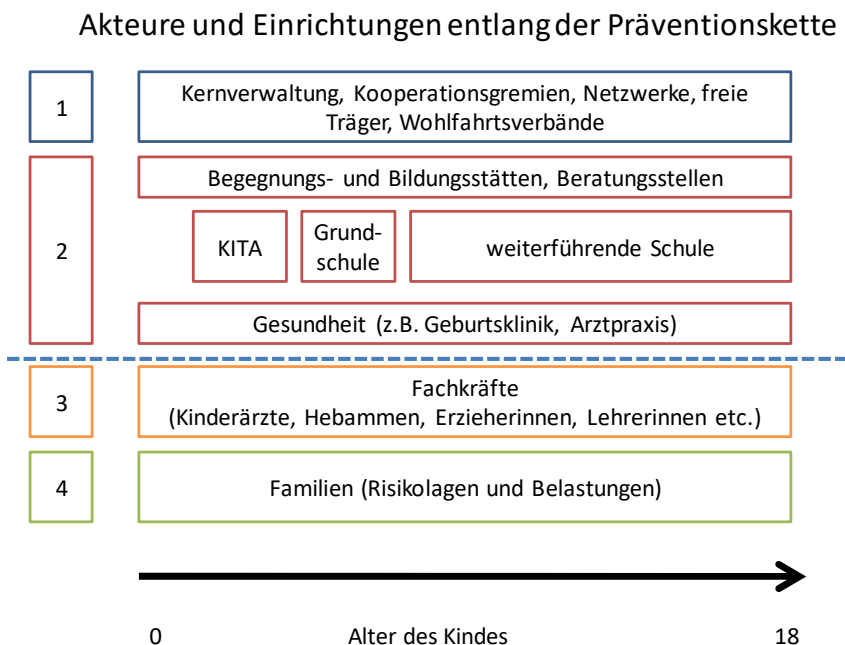 Akteure und Einrichtungen entlang der Präventionskette
1
Kernverwaltung, Kooperationsgremien, Netzwerke, freie
Träger, Wohlfahrtsverbände
2
Begegnungs- und Bildungsstätten, Beratungsstellen
KITA
Grund-
schule
weiterführende Schule
Gesundheit (z.B. Geburtsklinik, Arztpraxis)
3
Fachkräfte
(Kinderärzte, Hebammen, Erzieherinnen, Lehrerinnen etc.)
4
Familien (Risikolagen und Belastungen)
0 Alter des Kindes 18